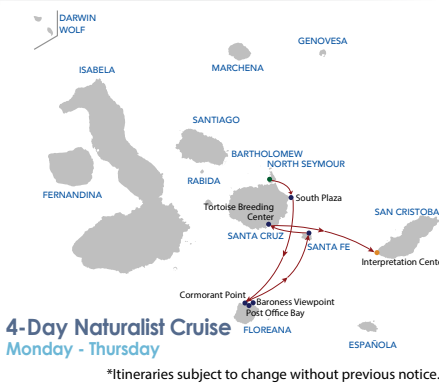 DARWIN
WOLF
GENOVESA
MARCHENA
ISABELA
SANTIAGO
BARTHOLOMEW
NORTH SEYMOUR
RABIDA
FERNANDINA
South Plaza
Tortoise Breeding
Center
SAN CRISTOBA
SANTA CRUZ
SANTA FE
Interpretation Cent
Cormorant Point
Baroness Viewpoint
Post Office Bay
FLOREANA
ESPAÑOLA
4-Day Naturalist Cruise
Monday - Thursday
*Itineraries subject to change without previous notice.